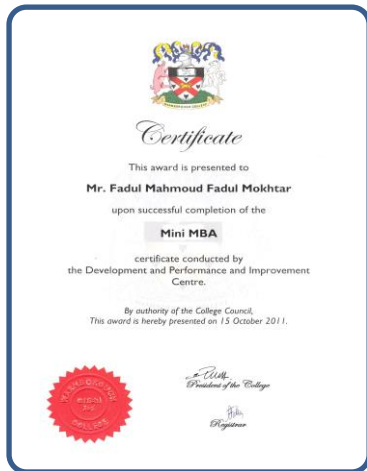 Certificate
This award is presented to
Mr. Fadul Mahmoud Fadul Mokhtar
upon successful completion of the
Mini MBA
certificate conducted by
the Development and Performance and Improvement
Centre.
By authority of the College Council,
This award is hereby presented on 15 October 2011.
President of the College
Registrar
COLLEGE